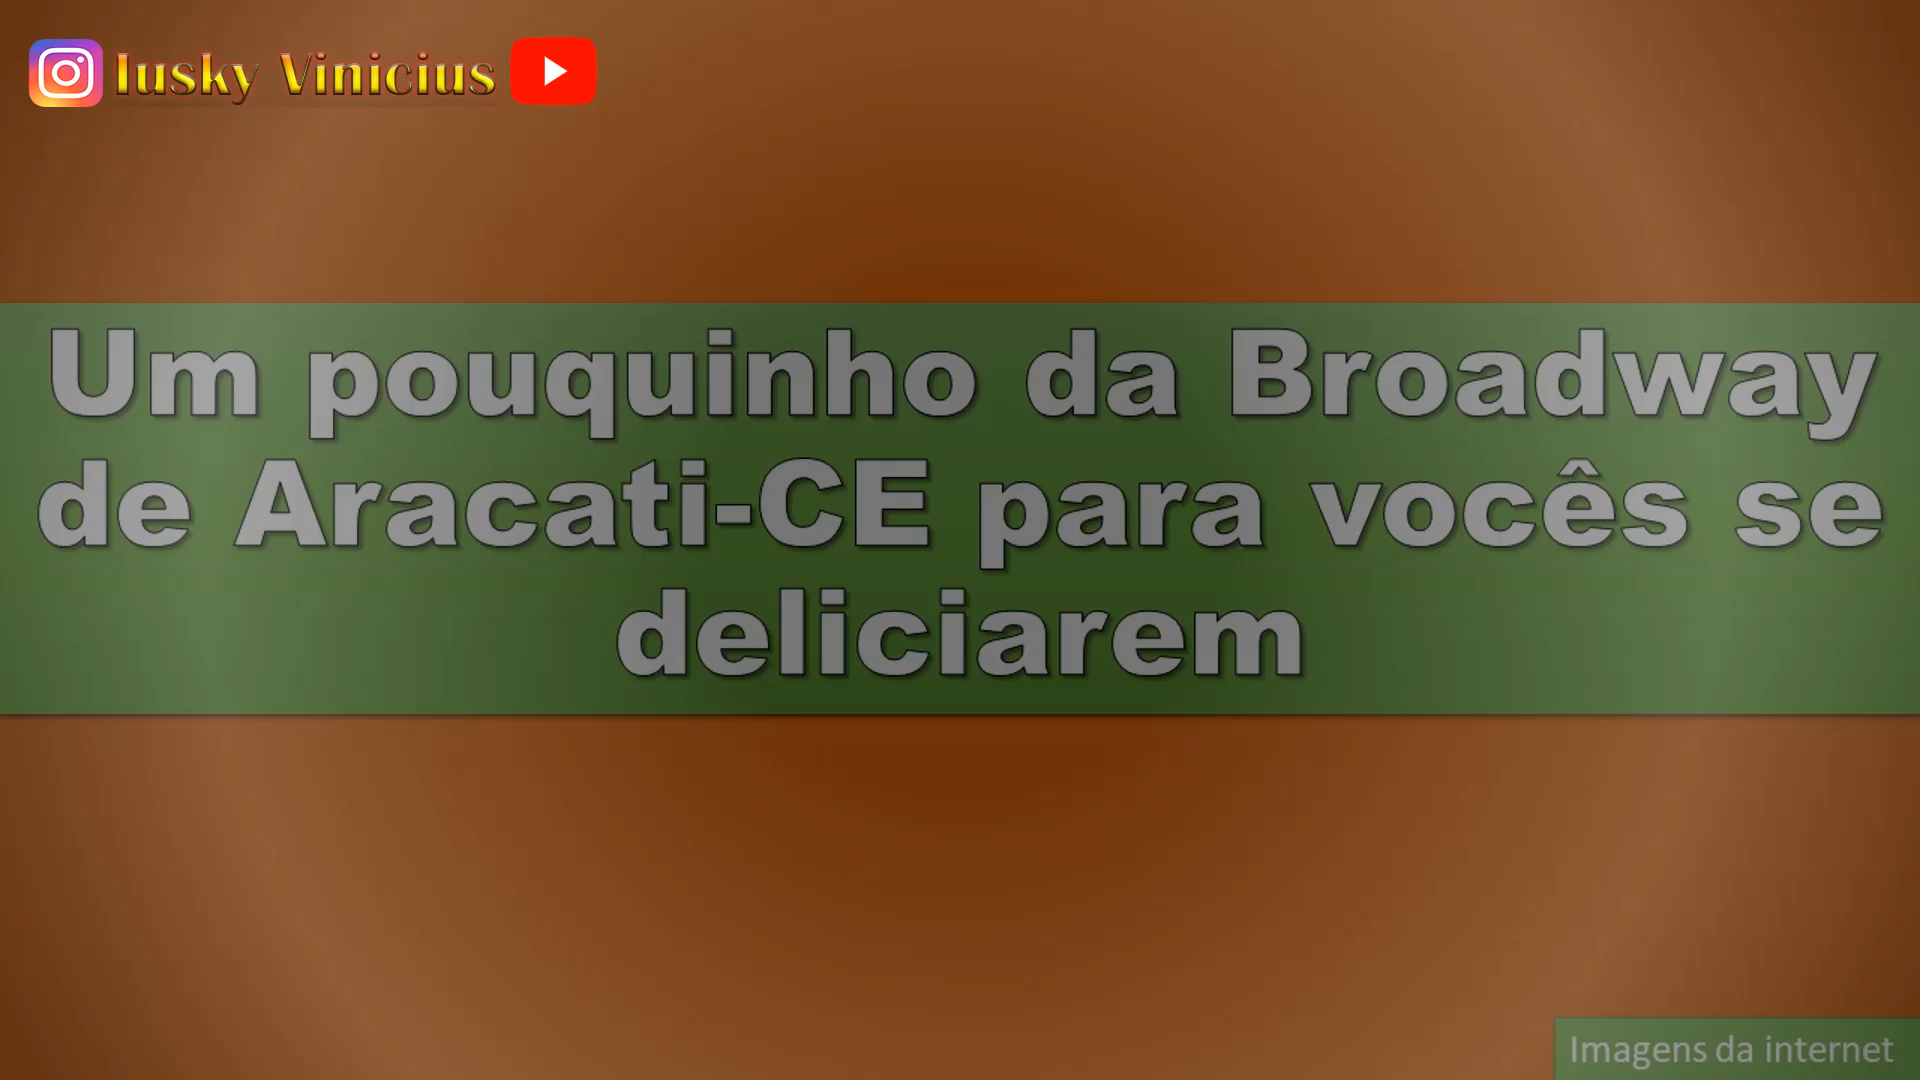 Iusky Vinicius
Um pouquinho da Broadway
de Aracati-CE para vocês se
deliciarem
Imagens da internet